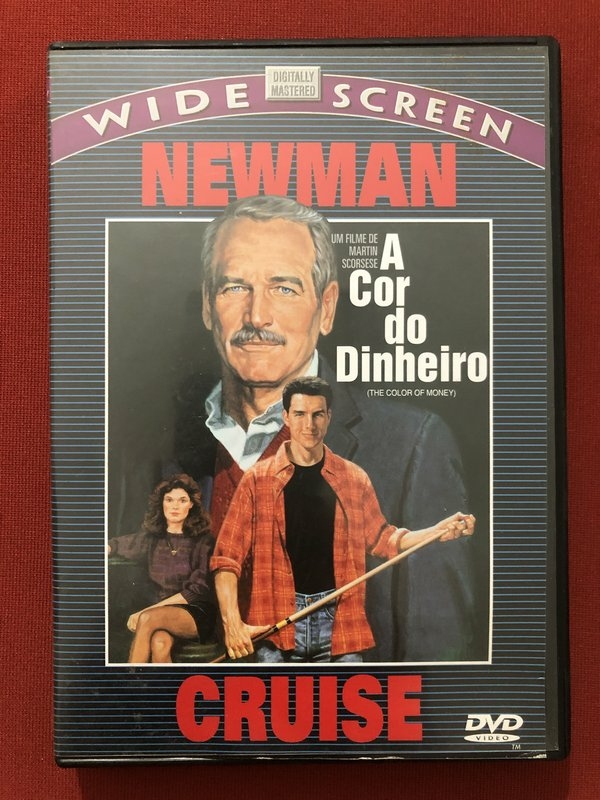 DIGITALLY
MASTERED
WIDE SCREEN
NEWMAN
UM FILME DE
MARTIN
SCORSESE
A
Cor
do
Dinheiro
(THE COLOR OF MONEY)
CRUISE
DVD
VIDEO
TM